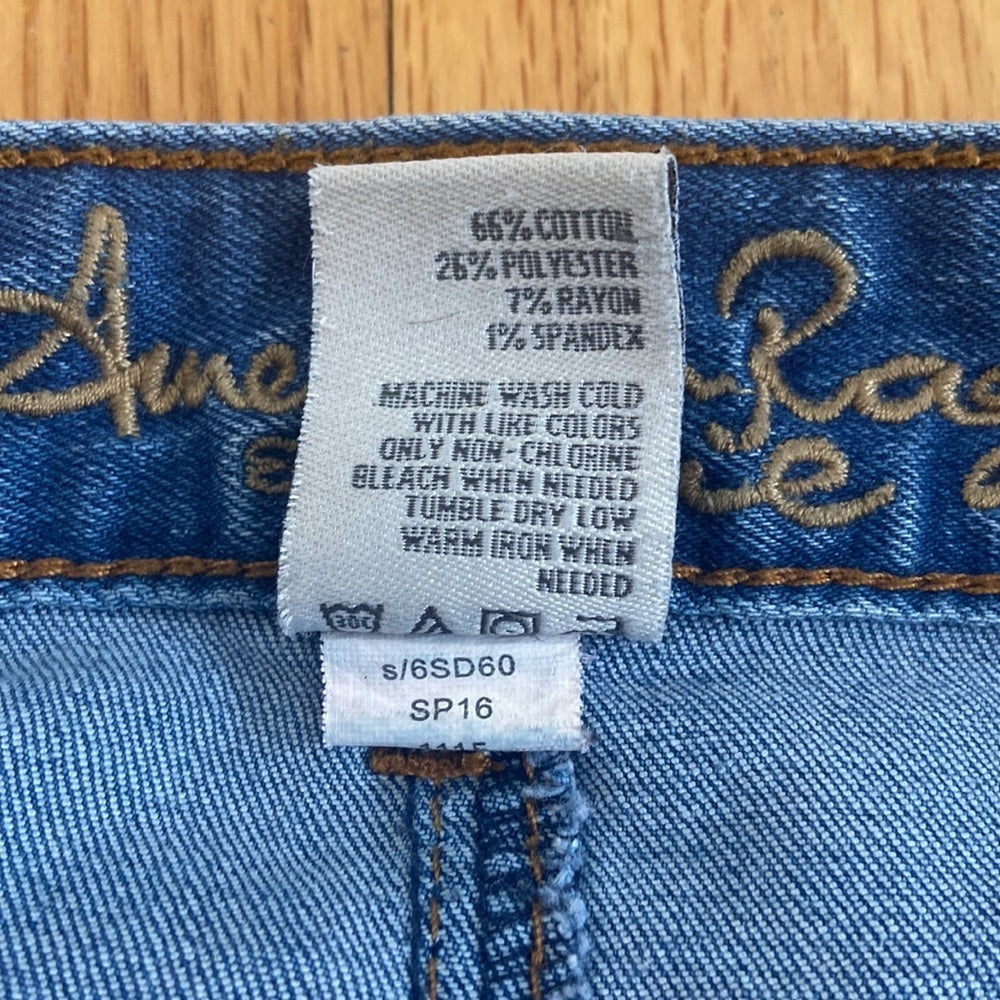 66% COTTON
26% POLYESTER
7% RAYON
1% SPANDEX
MACHINE WASH COLD
WITH LIKE COLORS
ONLY NON-CHLORINE
BLEACH WHEN NEEDED
TUMBLE DRY LOW
WARM IRON WHEN
NEEDED
30C
s/6SD60
SP16